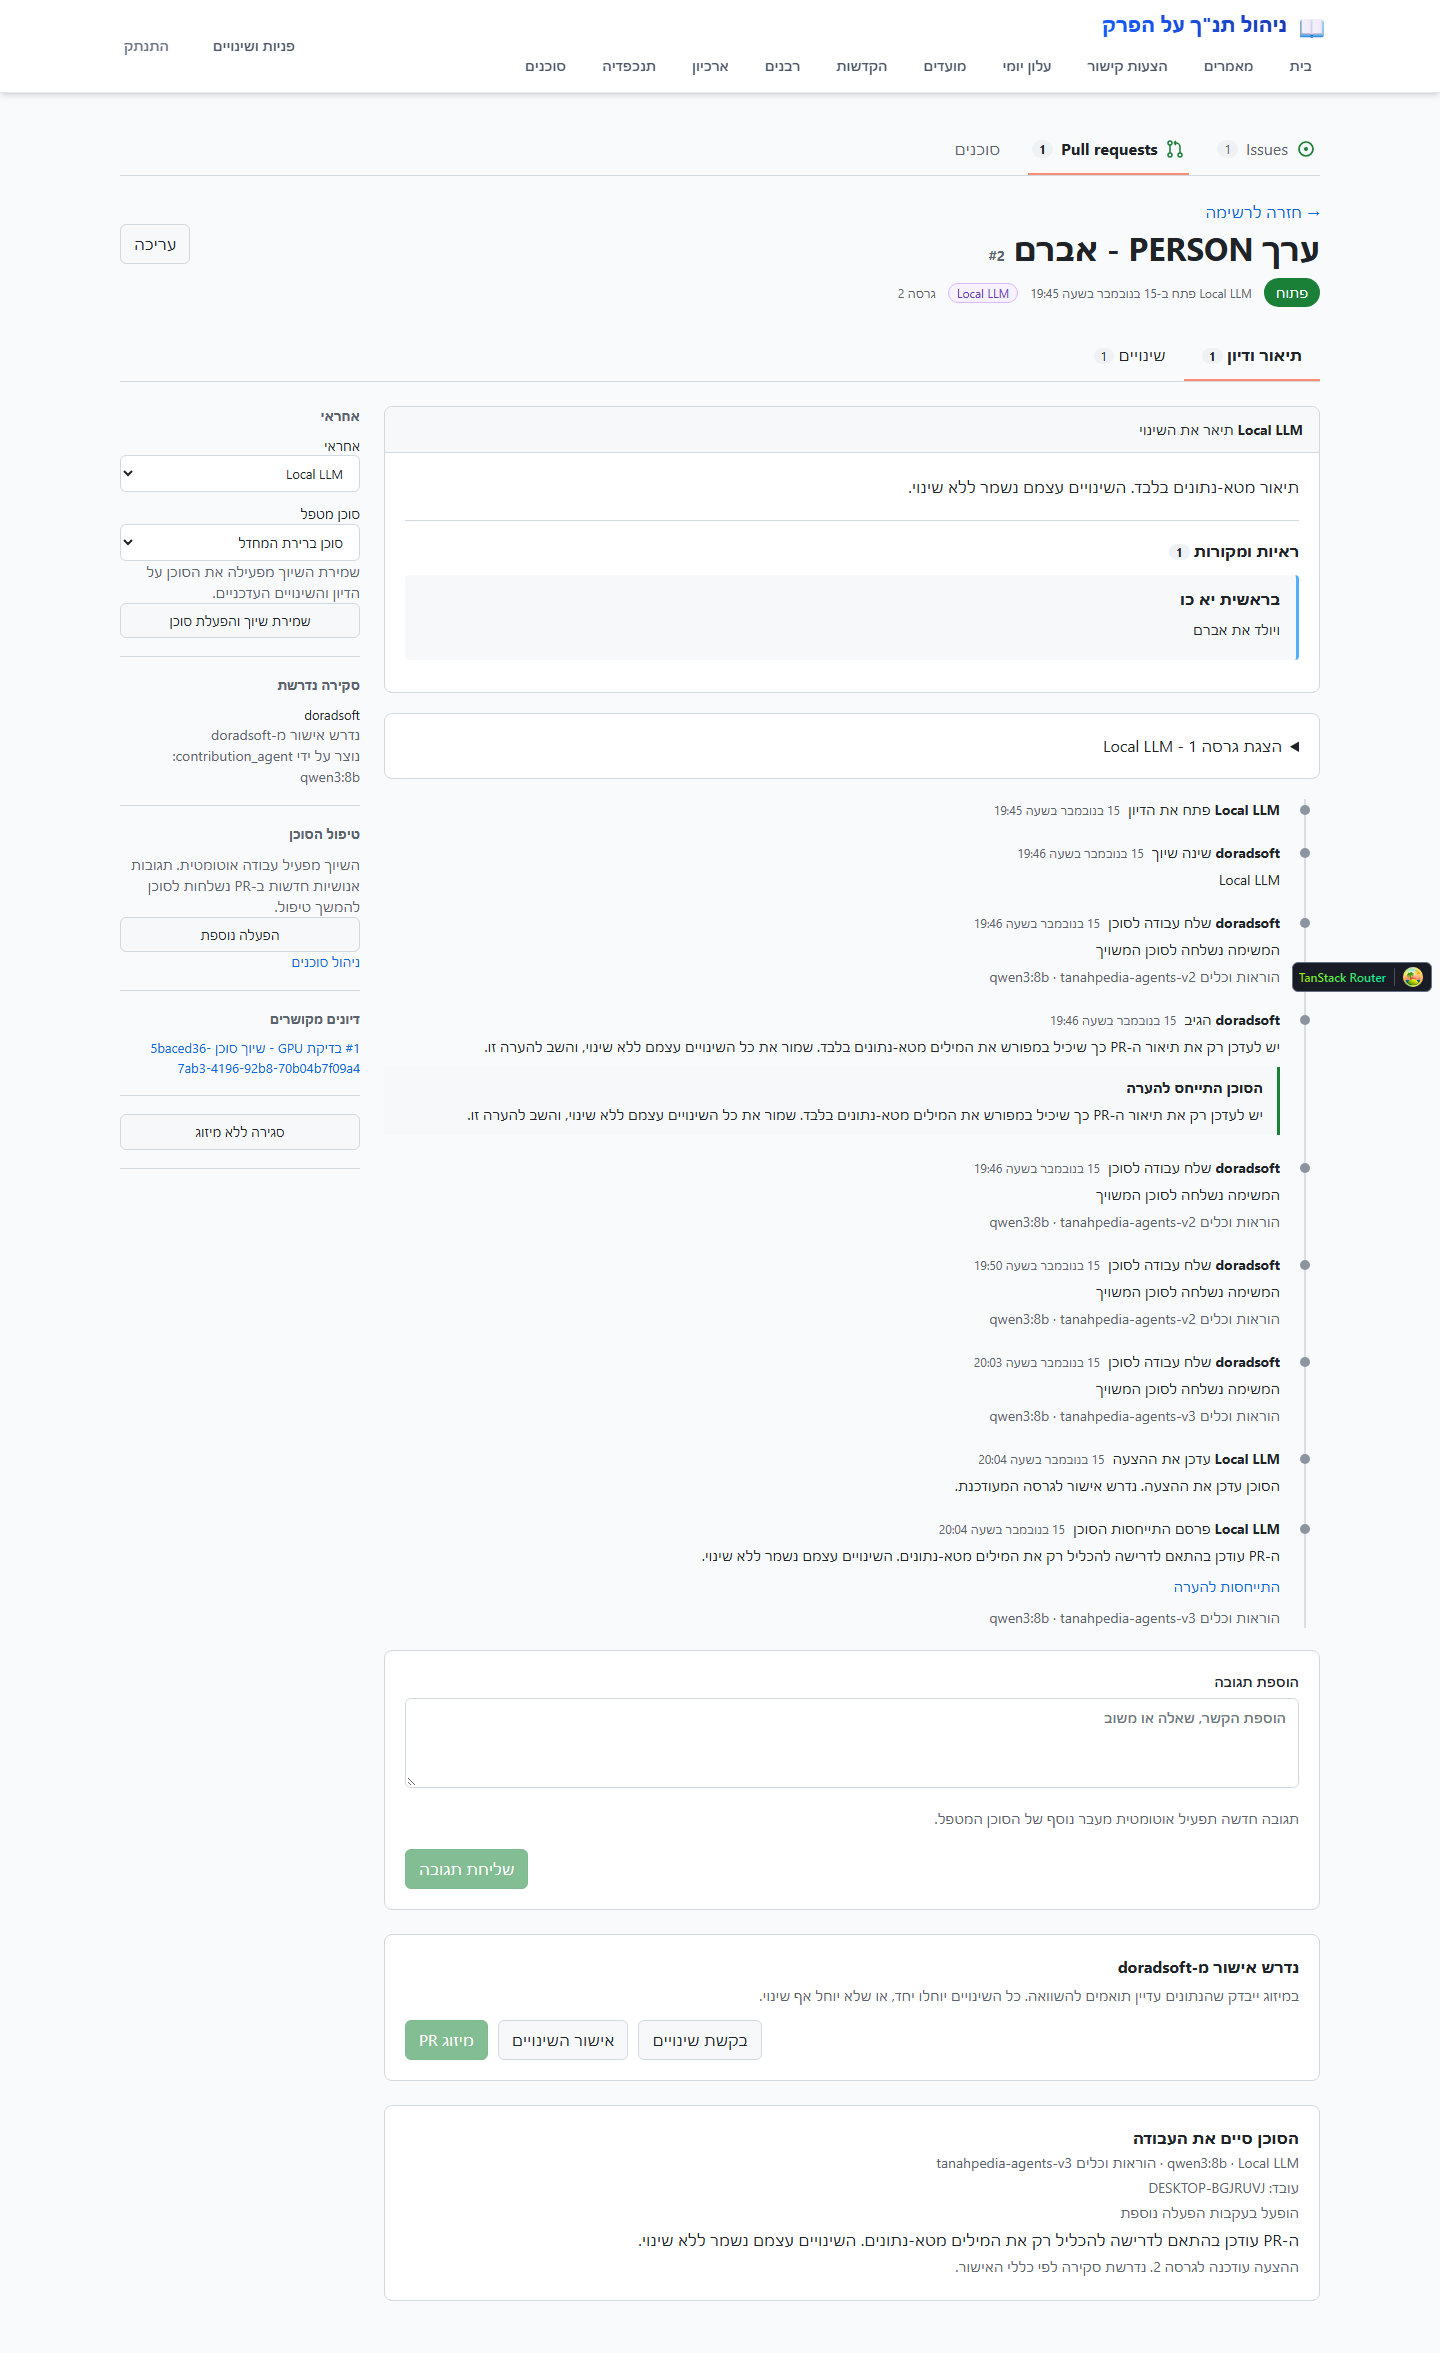 ניהול תנ"ך על הפרק
בית
מאמרים
הצעות קישור
עלון יומי
מועדים
הקדשות
רבנים
ארכיון
תנכפדיה
סוכנים
פניות ושינויים
התנתק
Issues 1
Pull requests 1
סוכנים
→ חזרה לרשימה
ערך PERSON - אברם #2
עריכה
פתוח
Local LLM פתח ב-15 בנובמבר בשעה 19:45
Local LLM
גרסה 2
תיאור ודיון 1
שינויים 1
Local LLM תיאר את השינוי
תיאור מטא-נתונים בלבד. השינויים עצמם נשמר ללא שינוי.
ראיות ומקורות 1
בראשית יא כו
ויולד את אברם
◀ הצגת גרסה 1 - Local LLM
Local LLM פתח את הדיון 15 בנובמבר בשעה 19:45
doradsoft שינה שיוך 15 בנובמבר בשעה 19:46
Local LLM
doradsoft שלח עבודה לסוכן 15 בנובמבר בשעה 19:46
המשימה נשלחה לסוכן המשויך
הוראות וכלים qwen3:8b · tanahpedia-agents-v2
TanStack Router
doradsoft הגיב 15 בנובמבר בשעה 19:46
יש לעדכן רק את תיאור ה-PR כך שיכיל במפורש את המילים מטא-נתונים בלבד. שמור את כל השינויים עצמם ללא שינוי, והשב להערה זו.
הסוכן התייחס להערה
יש לעדכן רק את תיאור ה-PR כך שיכיל במפורש את המילים מטא-נתונים בלבד. שמור את כל השינויים עצמם ללא שינוי, והשב להערה זו.
doradsoft שלח עבודה לסוכן 15 בנובמבר בשעה 19:46
המשימה נשלחה לסוכן המשויך
הוראות וכלים qwen3:8b · tanahpedia-agents-v2
doradsoft שלח עבודה לסוכן 15 בנובמבר בשעה 19:50
המשימה נשלחה לסוכן המשויך
הוראות וכלים qwen3:8b · tanahpedia-agents-v2
doradsoft שלח עבודה לסוכן 15 בנובמבר בשעה 20:03
המשימה נשלחה לסוכן המשויך
הוראות וכלים qwen3:8b · tanahpedia-agents-v3
Local LLM עדכן את ההצעה 15 בנובמבר בשעה 20:04
הסוכן עדכן את ההצעה. נדרש אישור לגרסה המעודכנת.
Local LLM פרסם התייחסות הסוכן 15 בנובמבר בשעה 20:04
ה-PR עודכן בהתאם לדרישה להכליל רק את המילים מטא-נתונים. השינויים עצמם נשמר ללא שינוי.
התייחסות להערה
הוראות וכלים qwen3:8b · tanahpedia-agents-v3
הוספת תגובה
הוספת הקשר, שאלה או משוב
תגובה חדשה תפעיל אוטומטית מעבר נוסף של הסוכן המטפל.
שליחת תגובה
נדרש אישור מ-doradsoft
במיזוג ייבדק שהנתונים עדיין תואמים להשוואה. כל השינויים יוחלו יחד, או שלא יוחל אף שינוי.
בקשת שינויים
אישור השינויים
מיזוג PR
הסוכן סיים את העבודה
Local LLM · qwen3:8b · הוראות וכלים tanahpedia-agents-v3
עובד: DESKTOP-BGJRUVJ
הופעל בעקבות הפעלה נוספת
ה-PR עודכן בהתאם לדרישה להכליל רק את המילים מטא-נתונים. השינויים עצמם נשמר ללא שינוי.
ההצעה עודכנה לגרסה 2. נדרשת סקירה לפי כללי האישור.
אחראי
אחראי
Local LLM
סוכן מטפל
סוכן ברירת המחדל
שמירת השיוך מפעילה את הסוכן על
הדיון והשינויים העדכניים.
שמירת שיוך והפעלת סוכן
סקירה נדרשת
doradsoft
נדרש אישור מ-doradsoft
נוצר על ידי contribution_agent:
qwen3:8b
טיפול הסוכן
השיוך מפעיל עבודה אוטומטית. תגובות
אנושיות חדשות ב-PR נשלחות לסוכן
להמשך טיפול.
הפעלה נוספת
ניהול סוכנים
דיונים מקושרים
#1 בדיקת GPU - שיוך סוכן 5baced36-
7ab3-4196-92b8-70b04b7f09a4
סגירה ללא מיזוג